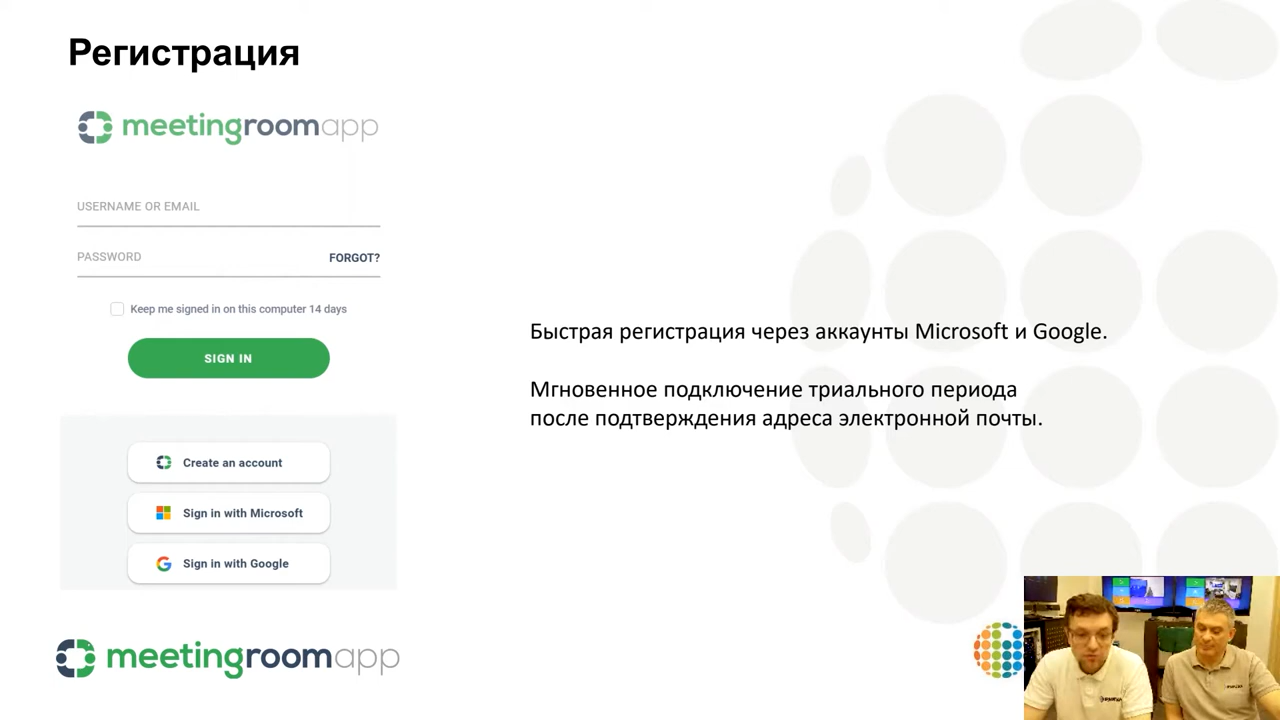 Регистрация
meetingroomapp
USERNAME OR EMAIL
PASSWORD FORGOT?
Keep me signed in on this computer 14 days
SIGN IN
Быстрая регистрация через аккаунты Microsoft и Google.
Мгновенное подключение триального периода
после подтверждения адреса электронной почты.
Create an account
Sign in with Microsoft
Sign in with Google
meetingroomapp